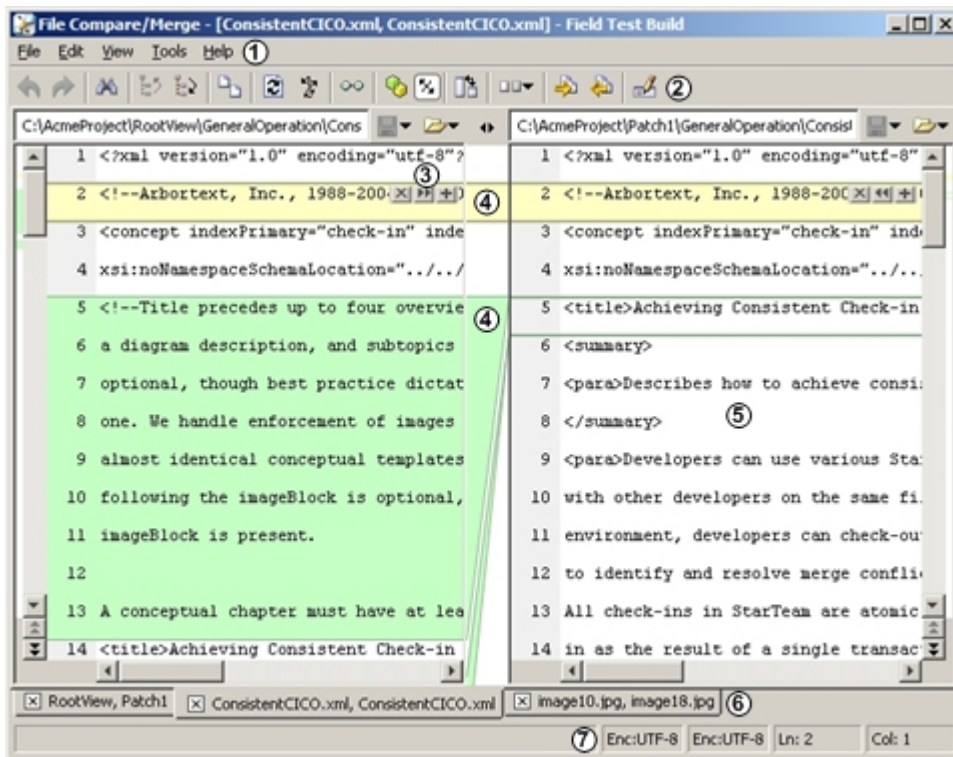 File Compare/Merge - [ConsistentCICO.xml, ConsistentCICO.xml] - Field Test Build
File Edit View Tools Help ①
②
C:\AcmeProject\RootView\GeneralOperation\Cons
C:\AcmeProject\Patch1\GeneralOperation\Consist
1 <?xml version="1.0" encoding="utf-8"?
③
2 <!--Arbortext, Inc., 1988-2004
④
3 <concept indexPrimary="check-in" inde
4 xsi:noNamespaceSchemaLocation="../../
5 <!--Title precedes up to four overvie
④
6 a diagram description, and subtopics
7 optional, though best practice dictat
8 one. We handle enforcement of images
9 almost identical conceptual templates
10 following the imageBlock is optional,
11 imageBlock is present.
12
13 A conceptual chapter must have at lea
14 <title>Achieving Consistent Check-in
1 <?xml version="1.0" encoding="utf-8"
2 <!--Arbortext, Inc., 1988-200
3 <concept indexPrimary="check-in" ind
4 xsi:noNamespaceSchemaLocation="../../
5 <title>Achieving Consistent Check-in
6 <summary>
7 <para>Describes how to achieve consi
8 </summary>
⑤
9 <para>Developers can use various Sta
10 with other developers on the same fi
11 environment, developers can check-ou
12 to identify and resolve merge confli
13 All check-ins in StarTeam are atomic
14 in as the result of a single transac
RootView, Patch1
ConsistentCICO.xml, ConsistentCICO.xml
image10.jpg, image18.jpg ⑥
⑦ Enc:UTF-8 Enc:UTF-8 Ln: 2 Col: 1